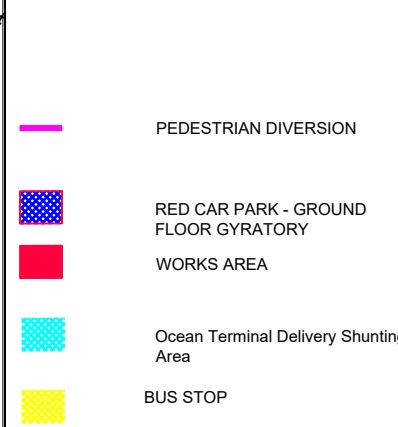 PEDESTRIAN DIVERSION
RED CAR PARK - GROUND
FLOOR GYRATORY
WORKS AREA
Ocean Terminal Delivery Shunting
Area
BUS STOP